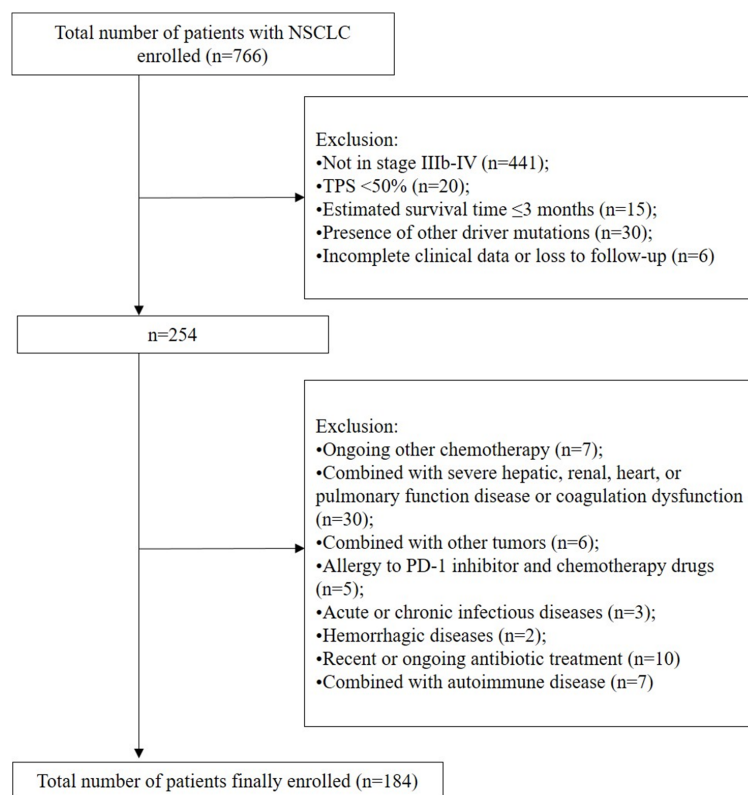 Total number of patients with NSCLC
enrolled (n=766)
Exclusion:
•Not in stage IIIb-IV (n=441);
•TPS <50% (n=20);
•Estimated survival time ≤3 months (n=15);
•Presence of other driver mutations (n=30);
•Incomplete clinical data or loss to follow-up (n=6)
n=254
Exclusion:
•Ongoing other chemotherapy (n=7);
•Combined with severe hepatic, renal, heart, or
pulmonary function disease or coagulation dysfunction
(n=30);
•Combined with other tumors (n=6);
•Allergy to PD-1 inhibitor and chemotherapy drugs
(n=5);
•Acute or chronic infectious diseases (n=3);
•Hemorrhagic diseases (n=2);
•Recent or ongoing antibiotic treatment (n=10)
•Combined with autoimmune disease (n=7)
Total number of patients finally enrolled (n=184)